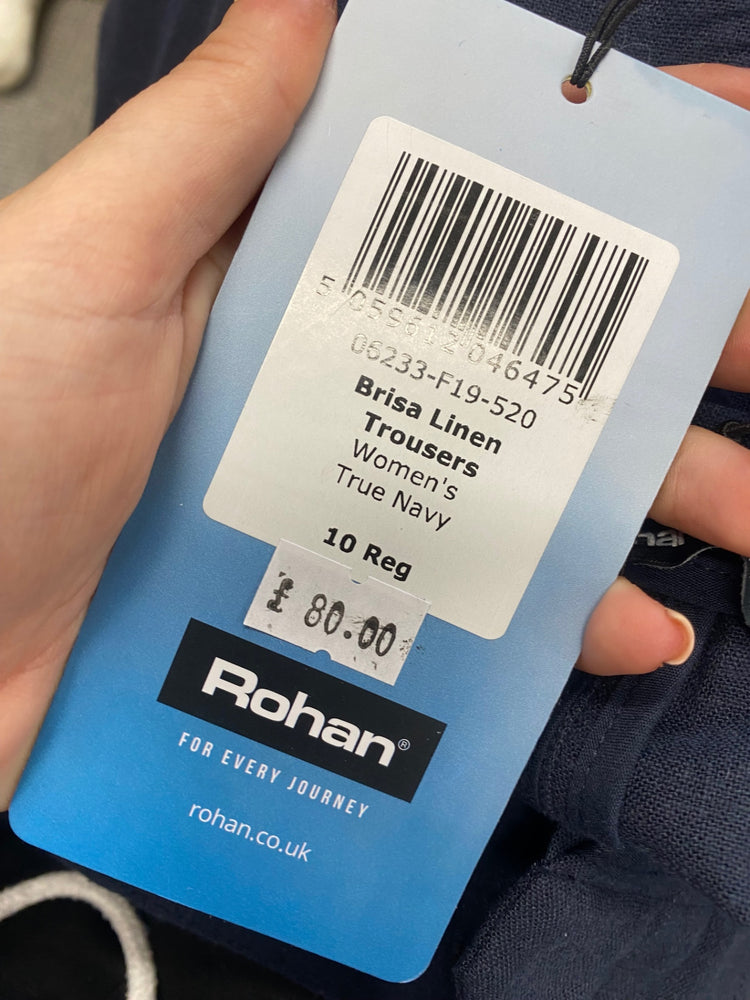 5 059612 046475
06233-F19-520
Brisa Linen
Trousers
Women's
True Navy
10 Reg
£ 80.00
Rohan®
FOR EVERY JOURNEY
rohan.co.uk